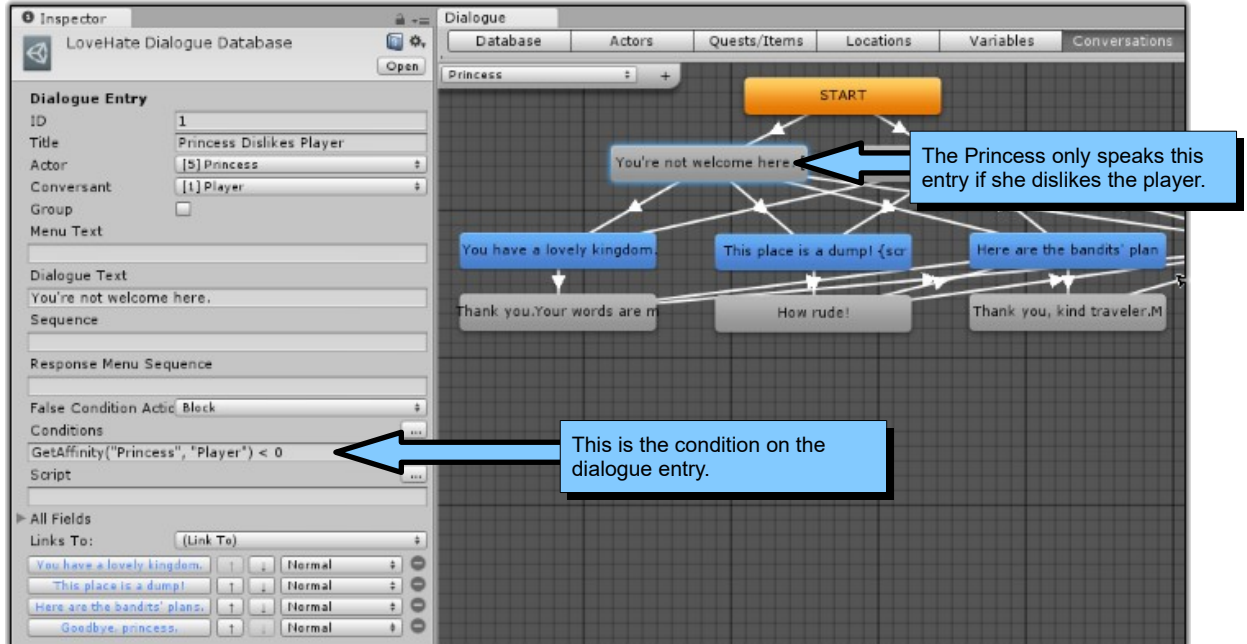 Inspector
LoveHate Dialogue Database
Open
Dialogue Entry
ID 1
Title Princess Dislikes Player
Actor [5] Princess
Conversant [1] Player
Group
Menu Text
Dialogue Text
You're not welcome here.
Sequence
Response Menu Sequence
False Condition Actic Block
Conditions ...
GetAffinity("Princess", "Player") < 0
Script ...
All Fields
Links To: (Link To)
You have a lovely kingdom. ↑ ↓ Normal
This place is a dump! ↑ ↓ Normal
Here are the bandits' plans. ↑ ↓ Normal
Goodbye, princess. ↑ ↓ Normal
Dialogue
Database Actors Quests/Items Locations Variables Conversations
Princess +
START
You're not welcome here.
The Princess only speaks this
entry if she dislikes the player.
You have a lovely kingdom.
This place is a dump! {scr
Here are the bandits' plan
Thank you.Your words are m
How rude!
Thank you, kind traveler.M
This is the condition on the
dialogue entry.